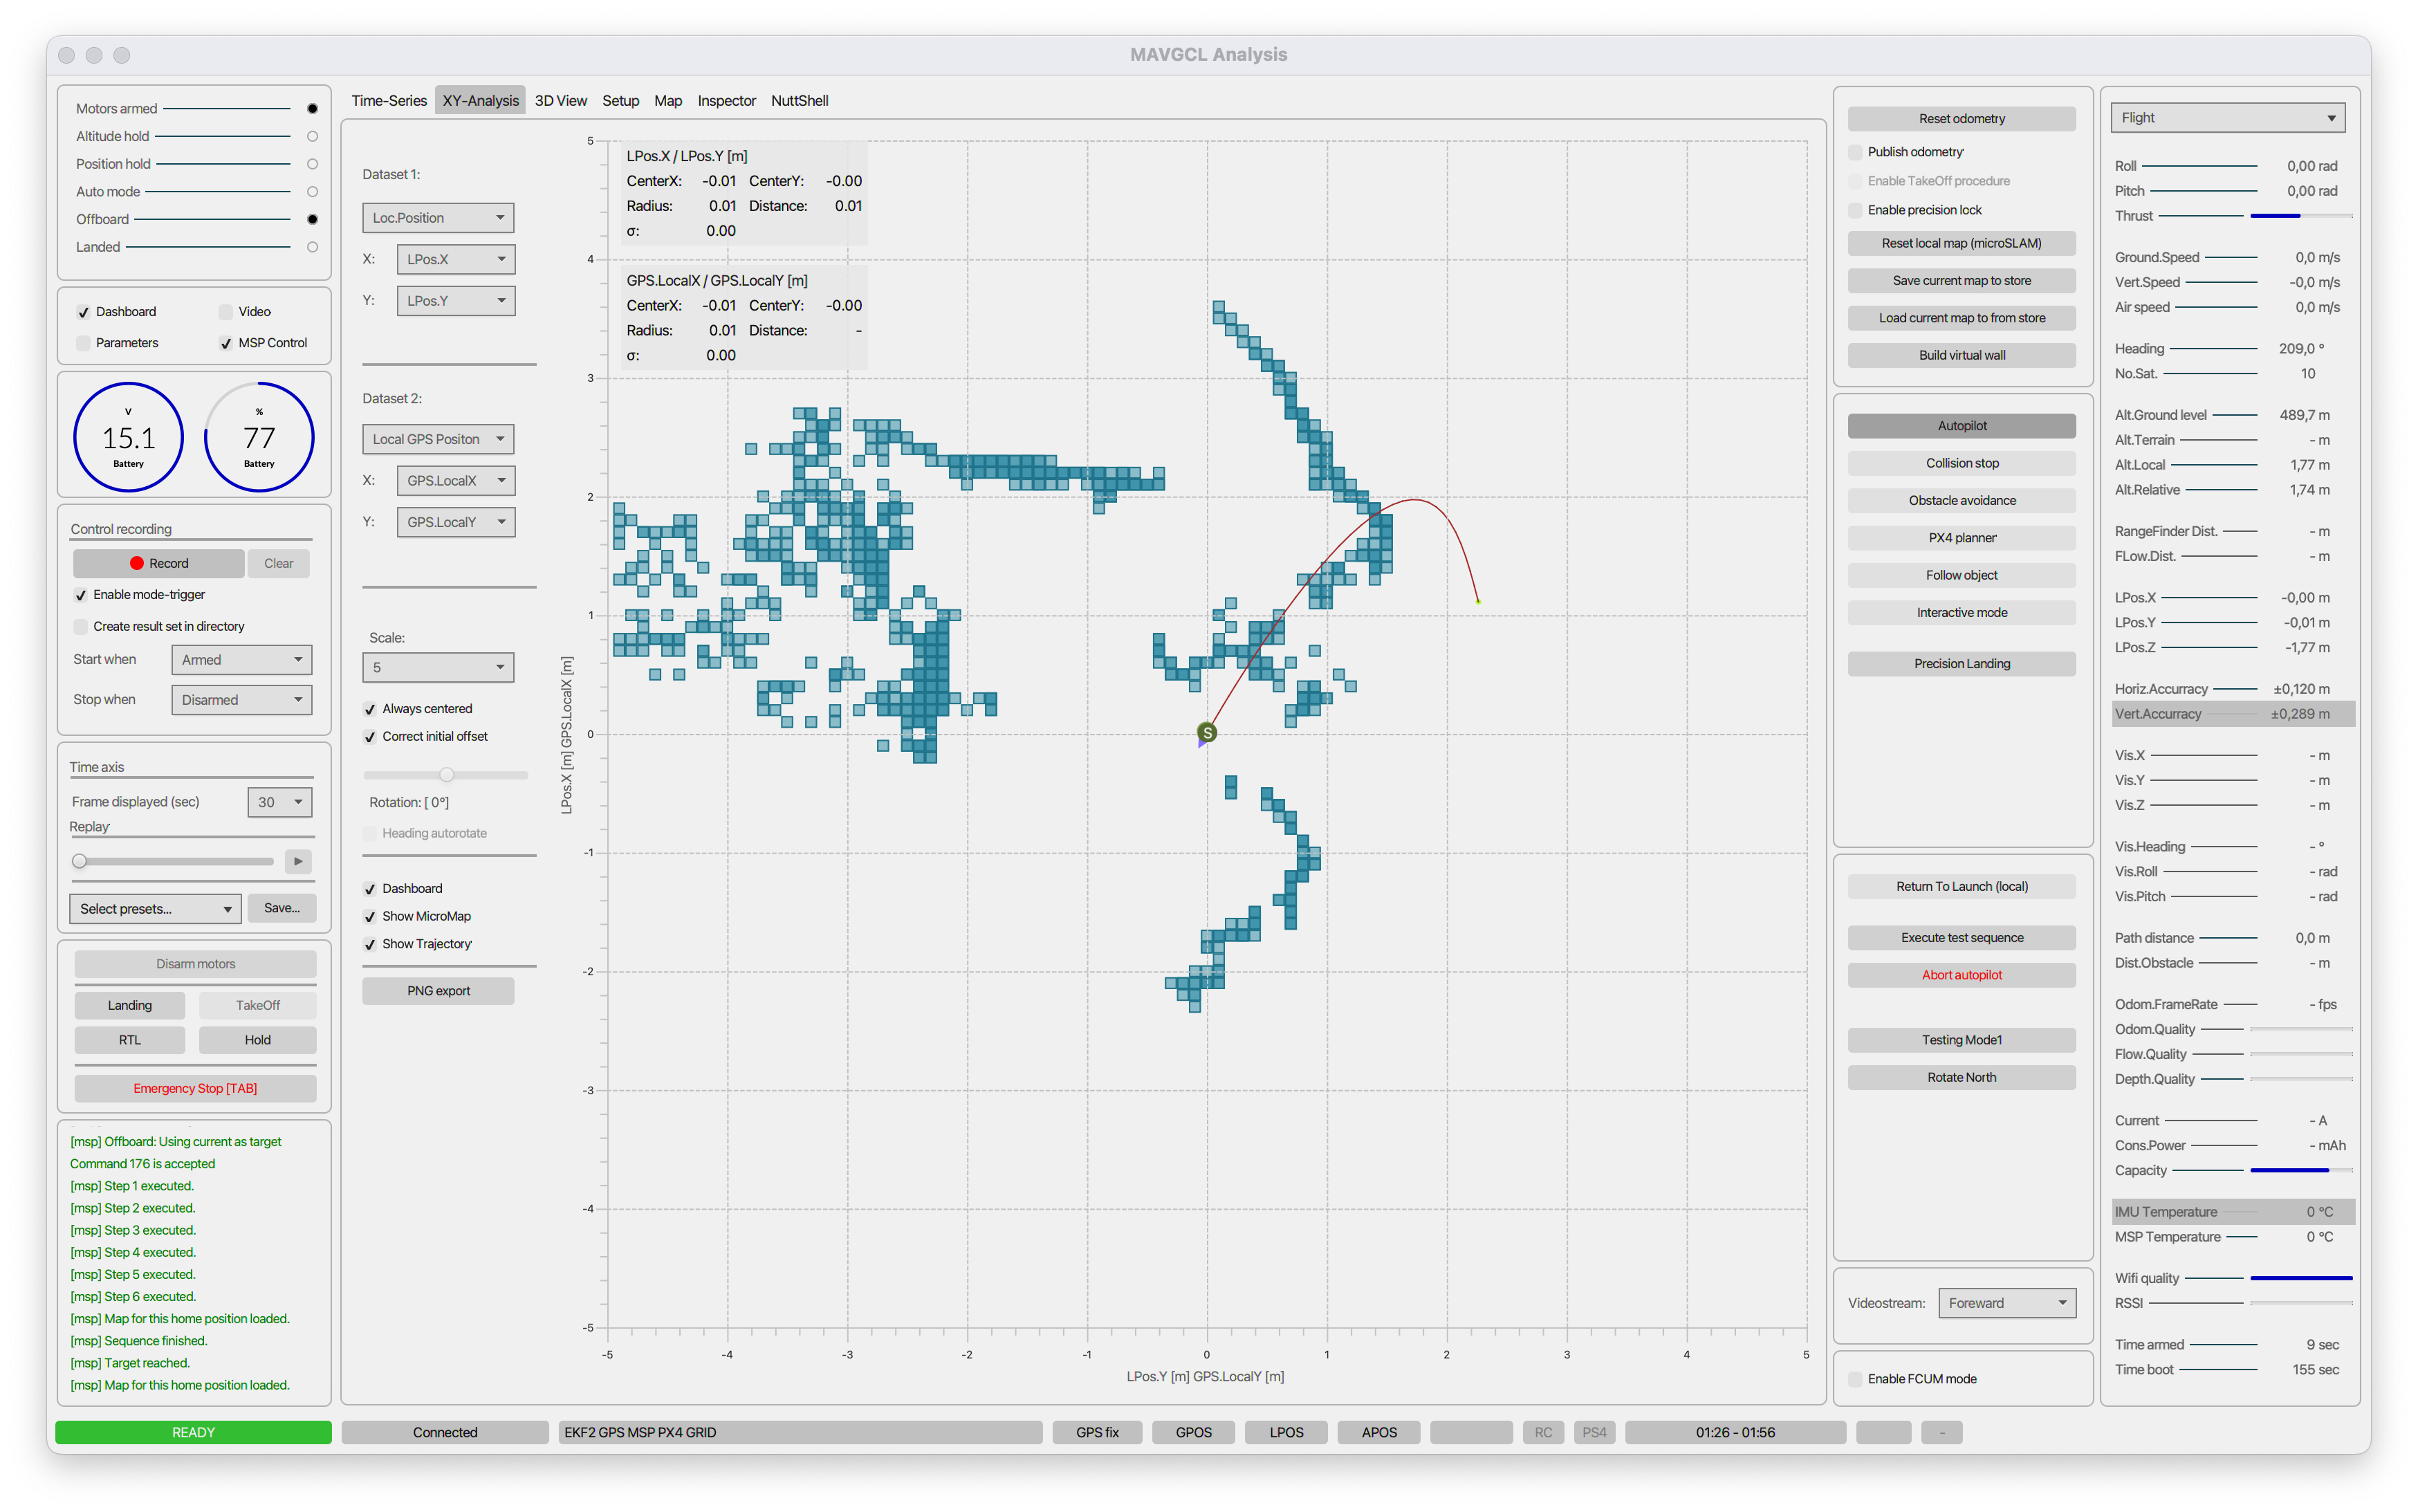 MAVGCL Analysis
Motors armed
Altitude hold
Position hold
Auto mode
Offboard
Landed
Dashboard
Video
Parameters
MSP Control
V
15.1
Battery
%
77
Battery
Control recording
Record
Clear
Enable mode-trigger
Create result set in directory
Start when
Armed
Stop when
Disarmed
Time axis
Frame displayed (sec)
30
Replay
Select presets...
Save...
Disarm motors
Landing
TakeOff
RTL
Hold
Emergency Stop [TAB]
[msp] Offboard: Using current as target
Command 176 is accepted
[msp] Step 1 executed.
[msp] Step 2 executed.
[msp] Step 3 executed.
[msp] Step 4 executed.
[msp] Step 5 executed.
[msp] Step 6 executed.
[msp] Map for this home position loaded.
[msp] Sequence finished.
[msp] Target reached.
[msp] Map for this home position loaded.
Time-Series
XY-Analysis
3D View
Setup
Map
Inspector
NuttShell
Dataset 1:
Loc.Position
X:
LPos.X
Y:
LPos.Y
Dataset 2:
Local GPS Positon
X:
GPS.LocalX
Y:
GPS.LocalY
Scale:
5
Always centered
Correct initial offset
Rotation: [ 0°]
Heading autorotate
Dashboard
Show MicroMap
Show Trajectory
PNG export
LPos.X / LPos.Y [m]
CenterX: -0.01 CenterY: -0.00
Radius: 0.01 Distance: 0.01
σ: 0.00
GPS.LocalX / GPS.LocalY [m]
CenterX: -0.01 CenterY: -0.00
Radius: 0.01 Distance: -
σ: 0.00
5
4
3
2
1
0
-1
-2
-3
-4
-5
LPos.X [m] GPS.LocalX [m]
S
-5
-4
-3
-2
-1
0
1
2
3
4
5
LPos.Y [m] GPS.LocalY [m]
Reset odometry
Publish odometry
Enable TakeOff procedure
Enable precision lock
Reset local map (microSLAM)
Save current map to store
Load current map to from store
Build virtual wall
Autopilot
Collision stop
Obstacle avoidance
PX4 planner
Follow object
Interactive mode
Precision Landing
Return To Launch (local)
Execute test sequence
Abort autopilot
Testing Mode1
Rotate North
Videostream:
Foreward
Enable FCUM mode
Flight
Roll 0,00 rad
Pitch 0,00 rad
Thrust
Ground.Speed 0,0 m/s
Vert.Speed -0,0 m/s
Air speed 0,0 m/s
Heading 209,0 °
No.Sat. 10
Alt.Ground level 489,7 m
Alt.Terrain - m
Alt.Local 1,77 m
Alt.Relative 1,74 m
RangeFinder Dist. - m
FLow.Dist. - m
LPos.X -0,00 m
LPos.Y -0,01 m
LPos.Z -1,77 m
Horiz.Accurracy ±0,120 m
Vert.Accurracy ±0,289 m
Vis.X - m
Vis.Y - m
Vis.Z - m
Vis.Heading - °
Vis.Roll - rad
Vis.Pitch - rad
Path distance 0,0 m
Dist.Obstacle - m
Odom.FrameRate - fps
Odom.Quality
Flow.Quality
Depth.Quality
Current - A
Cons.Power - mAh
Capacity
IMU Temperature 0 °C
MSP Temperature 0 °C
Wifi quality
RSSI
Time armed 9 sec
Time boot 155 sec
READY
Connected
EKF2 GPS MSP PX4 GRID
GPS fix
GPOS
LPOS
APOS
RC
PS4
01:26 - 01:56
-